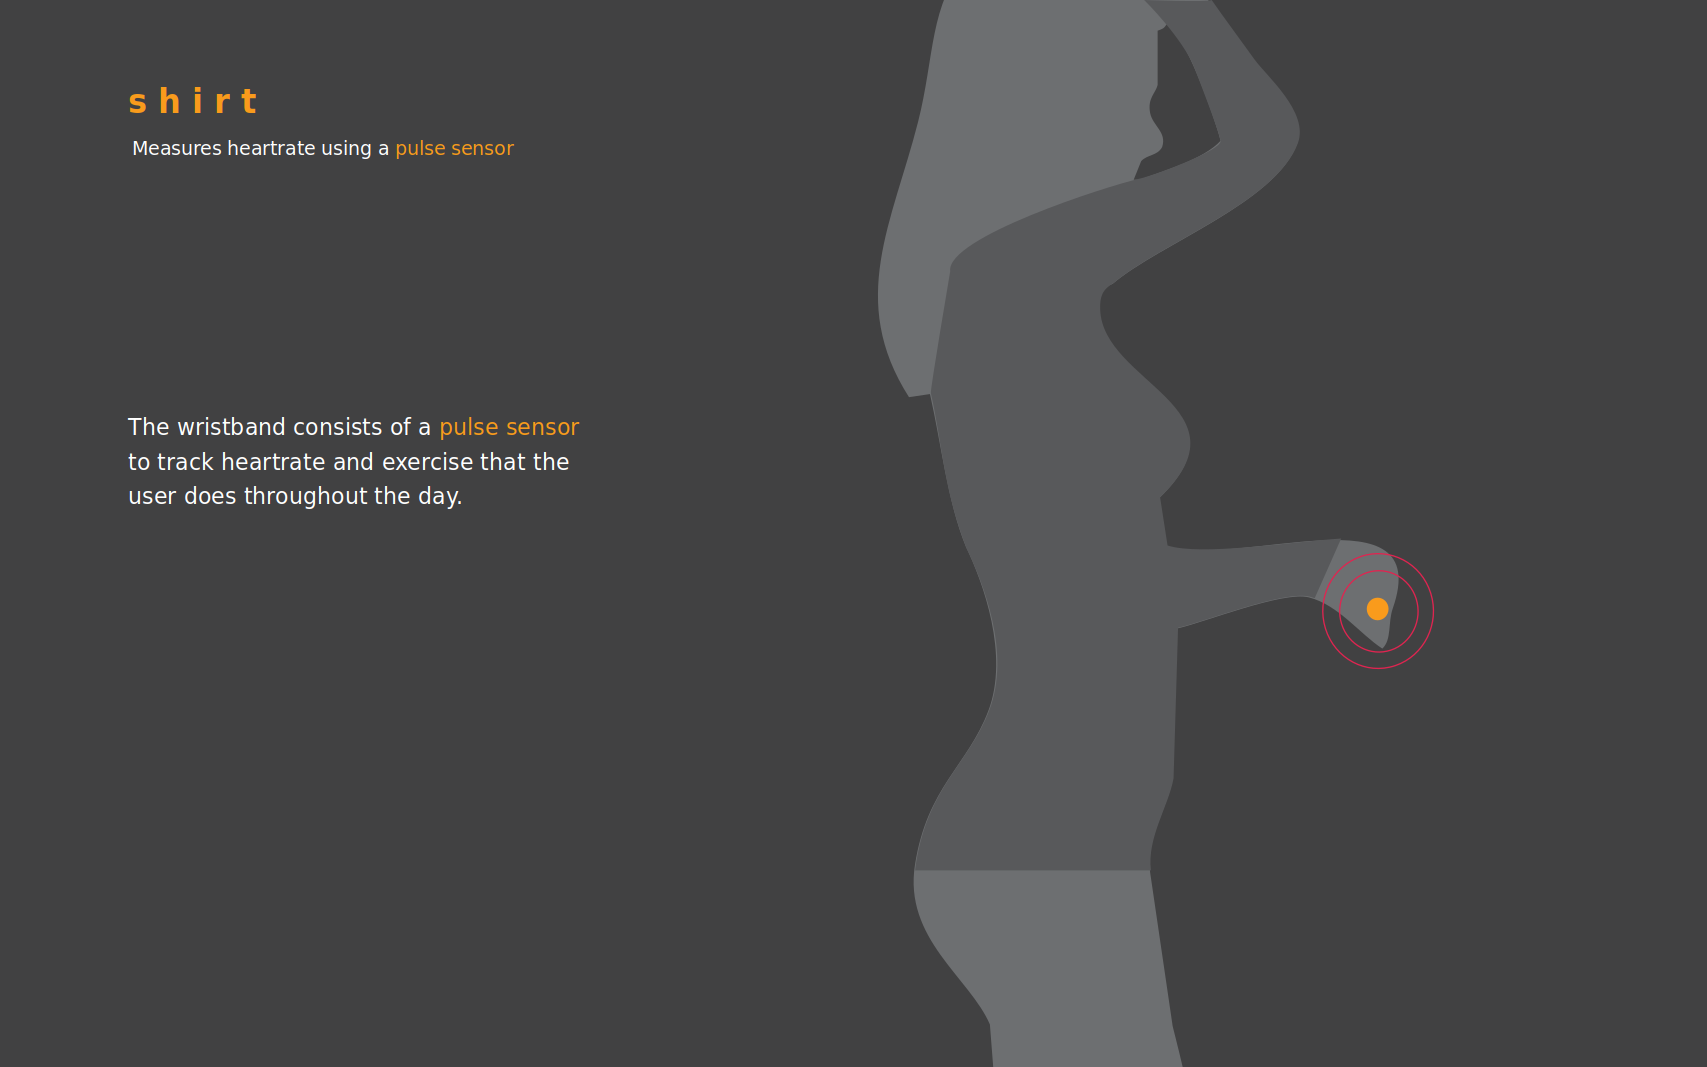 shirt
Measures heartrate using a pulse sensor
The wristband consists of a pulse sensor
to track heartrate and exercise that the
user does throughout the day.